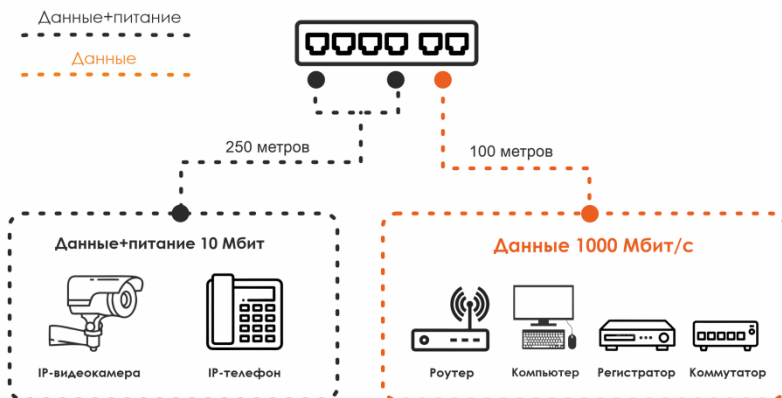 Данные+питание
Данные
250 метров
100 метров
Данные+питание 10 Мбит
Данные 1000 Мбит/с
IP-видеокамера
IP-телефон
Роутер
Компьютер
Регистратор
Коммутатор